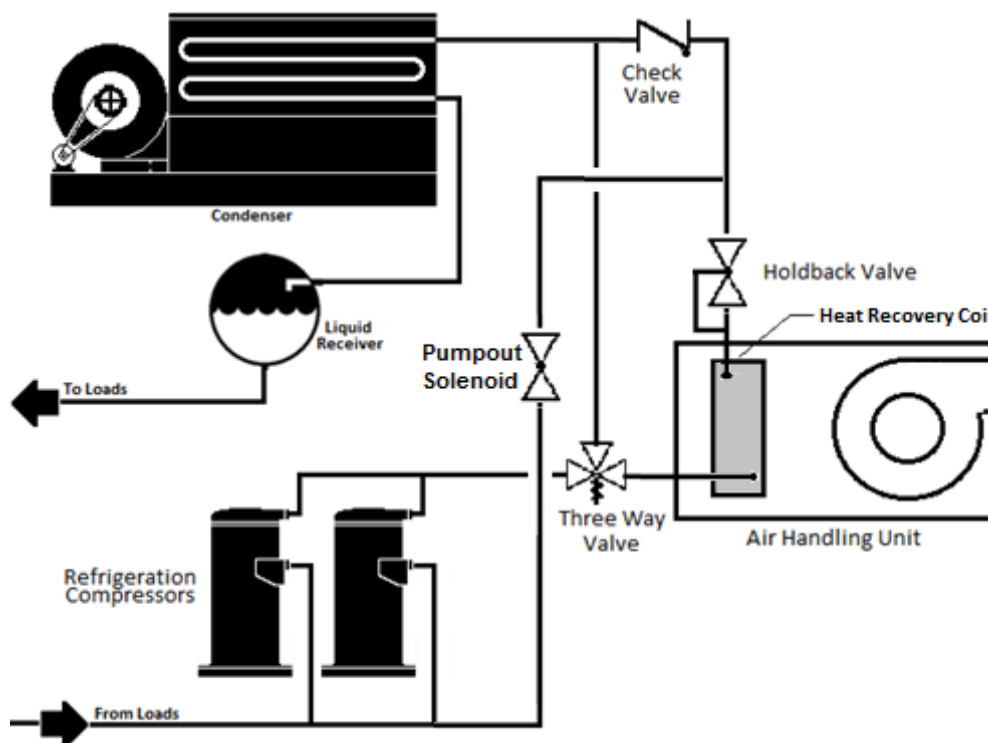 Check
Valve
Condenser
Holdback Valve
Heat Recovery Coi
Liquid
Receiver
Pumpout
Solenoid
To Loads
Three Way
Valve
Air Handling Unit
Refrigeration
Compressors
From Loads